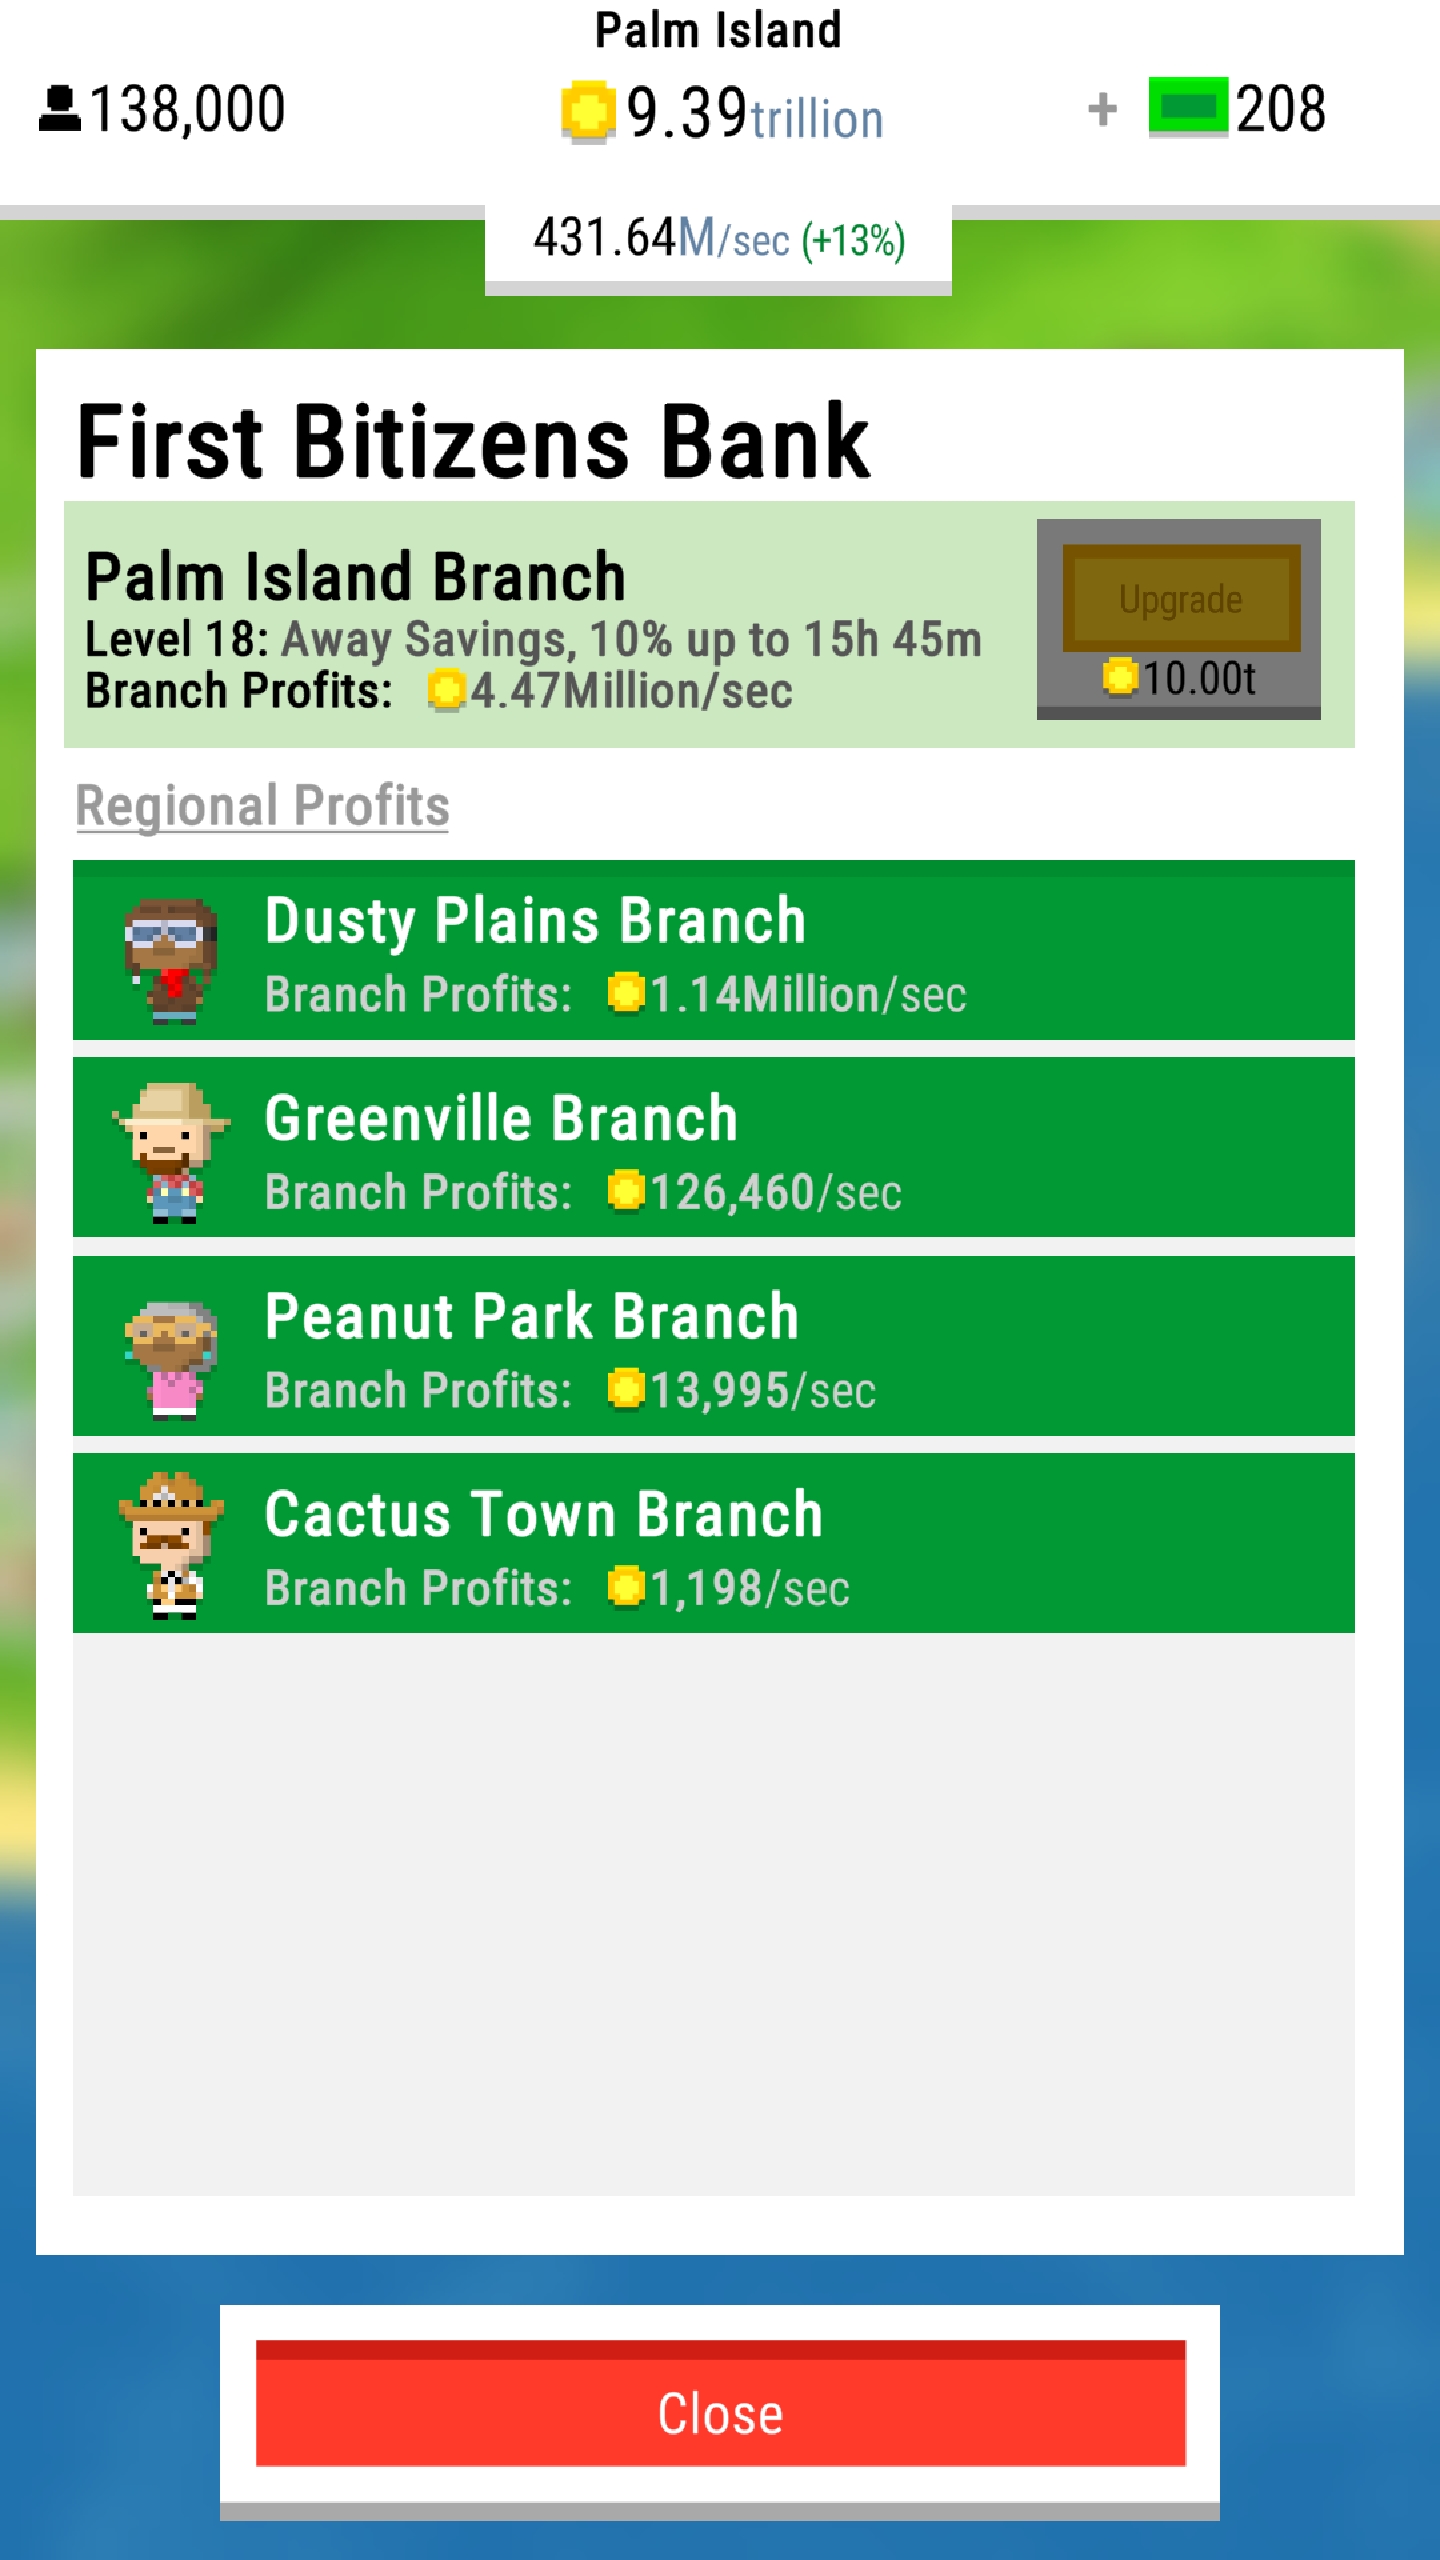 Palm Island
138,000
9.39trillion
+ 208
431.64M/sec (+13%)
First Bitizens Bank
Palm Island Branch
Level 18: Away Savings, 10% up to 15h 45m
Branch Profits: 4.47Million/sec
Upgrade
10.00t
Regional Profits
Dusty Plains Branch
Branch Profits: 1.14Million/sec
Greenville Branch
Branch Profits: 126,460/sec
Peanut Park Branch
Branch Profits: 13,995/sec
Cactus Town Branch
Branch Profits: 1,198/sec
Close